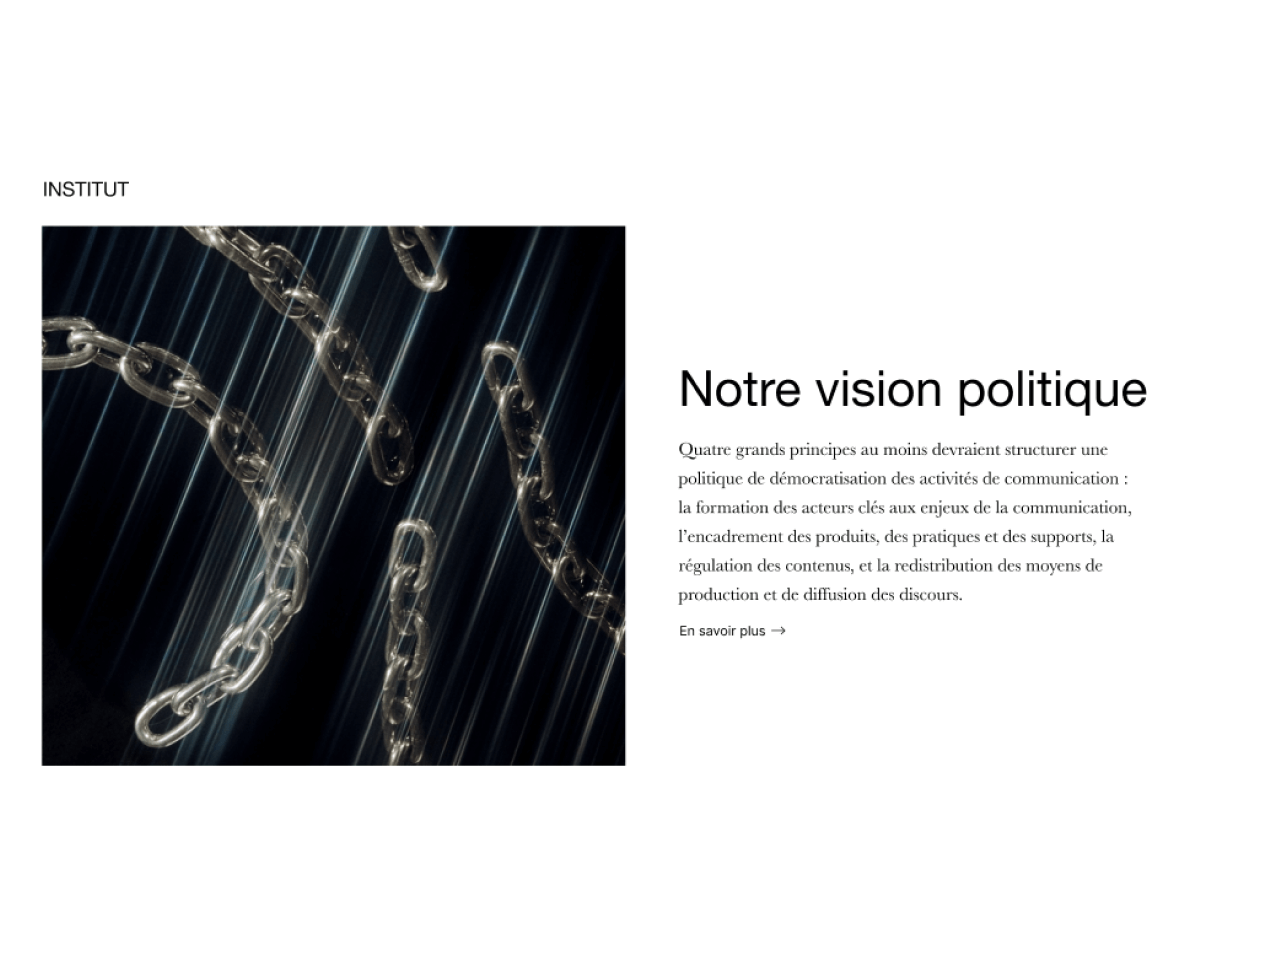 INSTITUT
Notre vision politique
Quatre grands principes au moins devraient structurer une
politique de démocratisation des activités de communication :
la formation des acteurs clés aux enjeux de la communication,
l’encadrement des produits, des pratiques et des supports, la
régulation des contenus, et la redistribution des moyens de
production et de diffusion des discours.
En savoir plus →